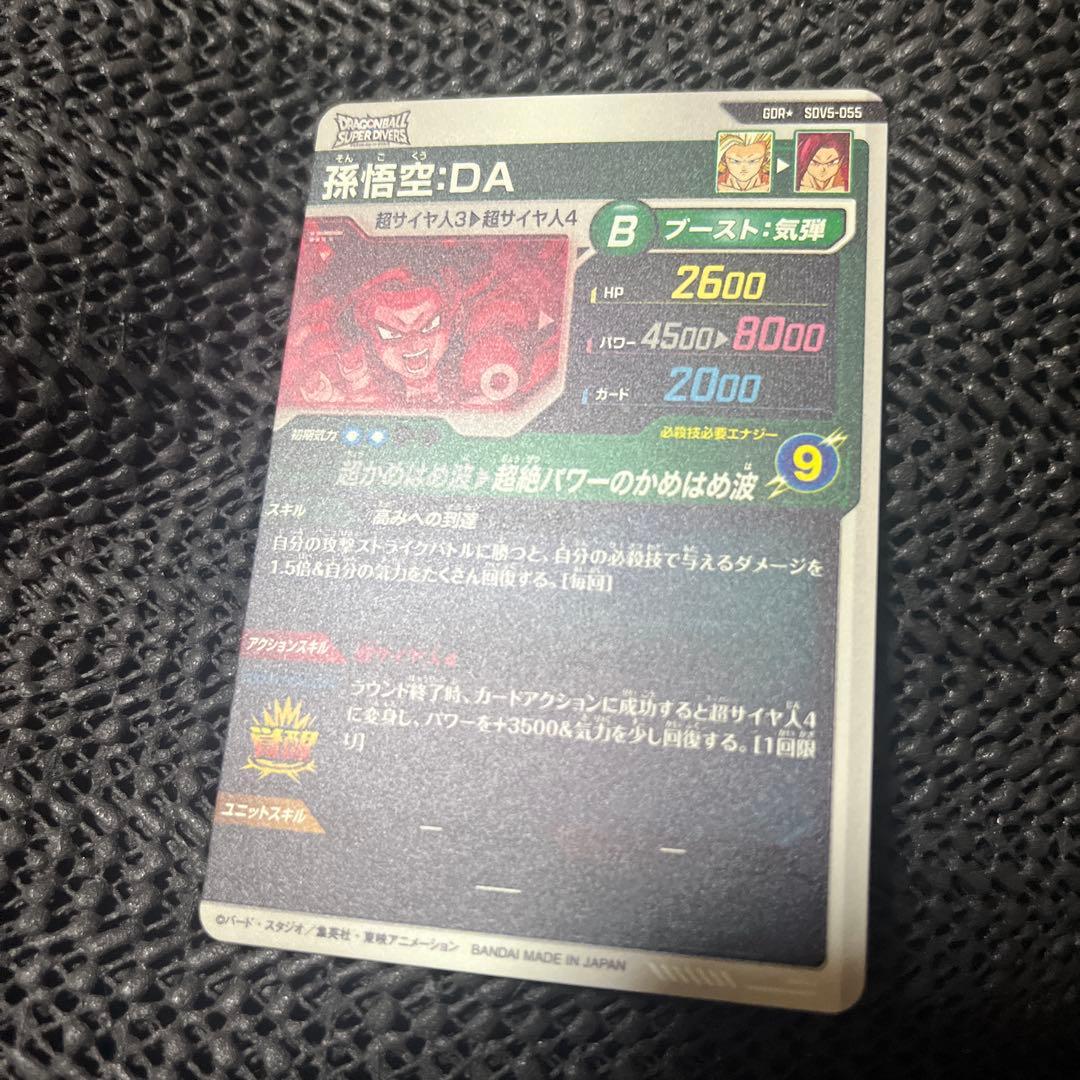 DRAGONBALL
SUPER DIVERS
GDR★ SDV5-055
そん ご くう
孫悟空:DA
超サイヤ人3▶超サイヤ人4
B ブースト:気弾
HP 2600
パワー 4500▶8000
ガード 2000
初期気力
必殺技必要エナジー
9
超かめはめ波▶超絶パワーのかめはめ波
スキル 高みへの到達
自分の攻撃ストライクバトルに勝つと、自分の必殺技で与えるダメージを
1.5倍&自分の気力をたくさん回復する。[毎回]
アクションスキル 超サイヤ人4
覚醒
ラウンド終了時、カードアクションに成功すると超サイヤ人4
に変身し、パワーを+3500&気力を少し回復する。[1回限
り]
ユニットスキル
©バード・スタジオ/集英社・東映アニメーション BANDAI MADE IN JAPAN